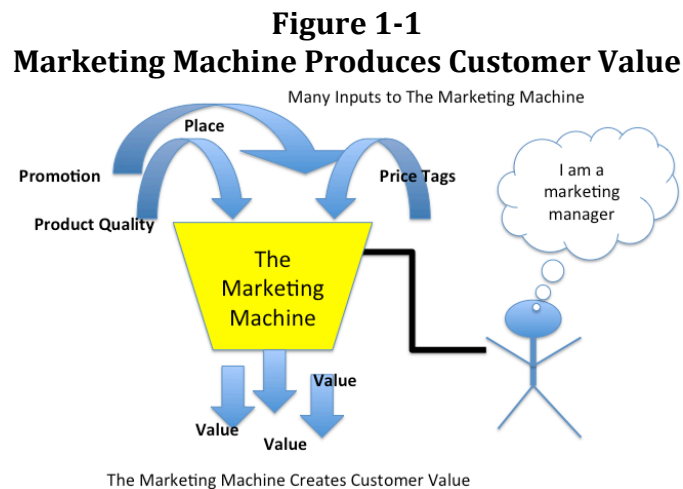 Figure 1-1
Marketing Machine Produces Customer Value
Many Inputs to The Marketing Machine
Place
Promotion
Price Tags
Product Quality
I am a
marketing
manager
The
Marketing
Machine
Value
Value
Value
The Marketing Machine Creates Customer Value